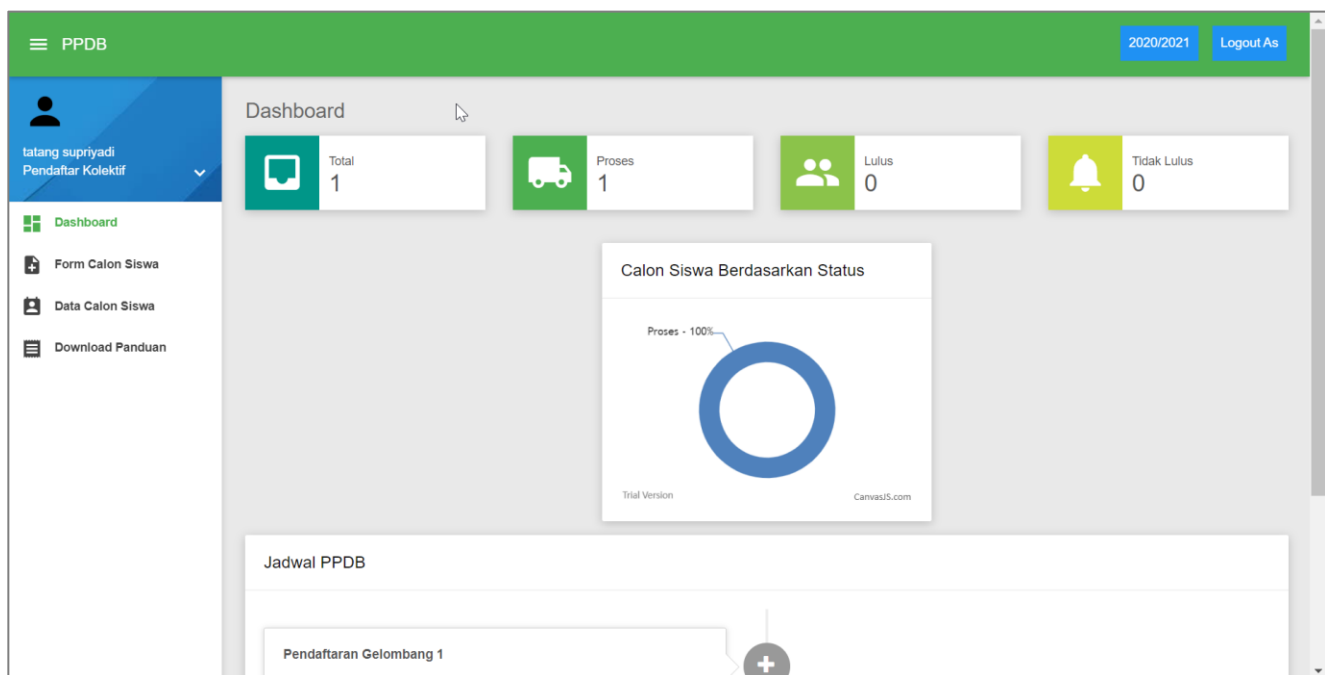 PPDB
2020/2021
Logout As
tatang supriyadi
Pendaftar Kolektif
Dashboard
Form Calon Siswa
Data Calon Siswa
Download Panduan
Dashboard
Total
1
Proses
1
Lulus
0
Tidak Lulus
0
Calon Siswa Berdasarkan Status
Proses - 100%
Trial Version
CanvasJS.com
Jadwal PPDB
Pendaftaran Gelombang 1